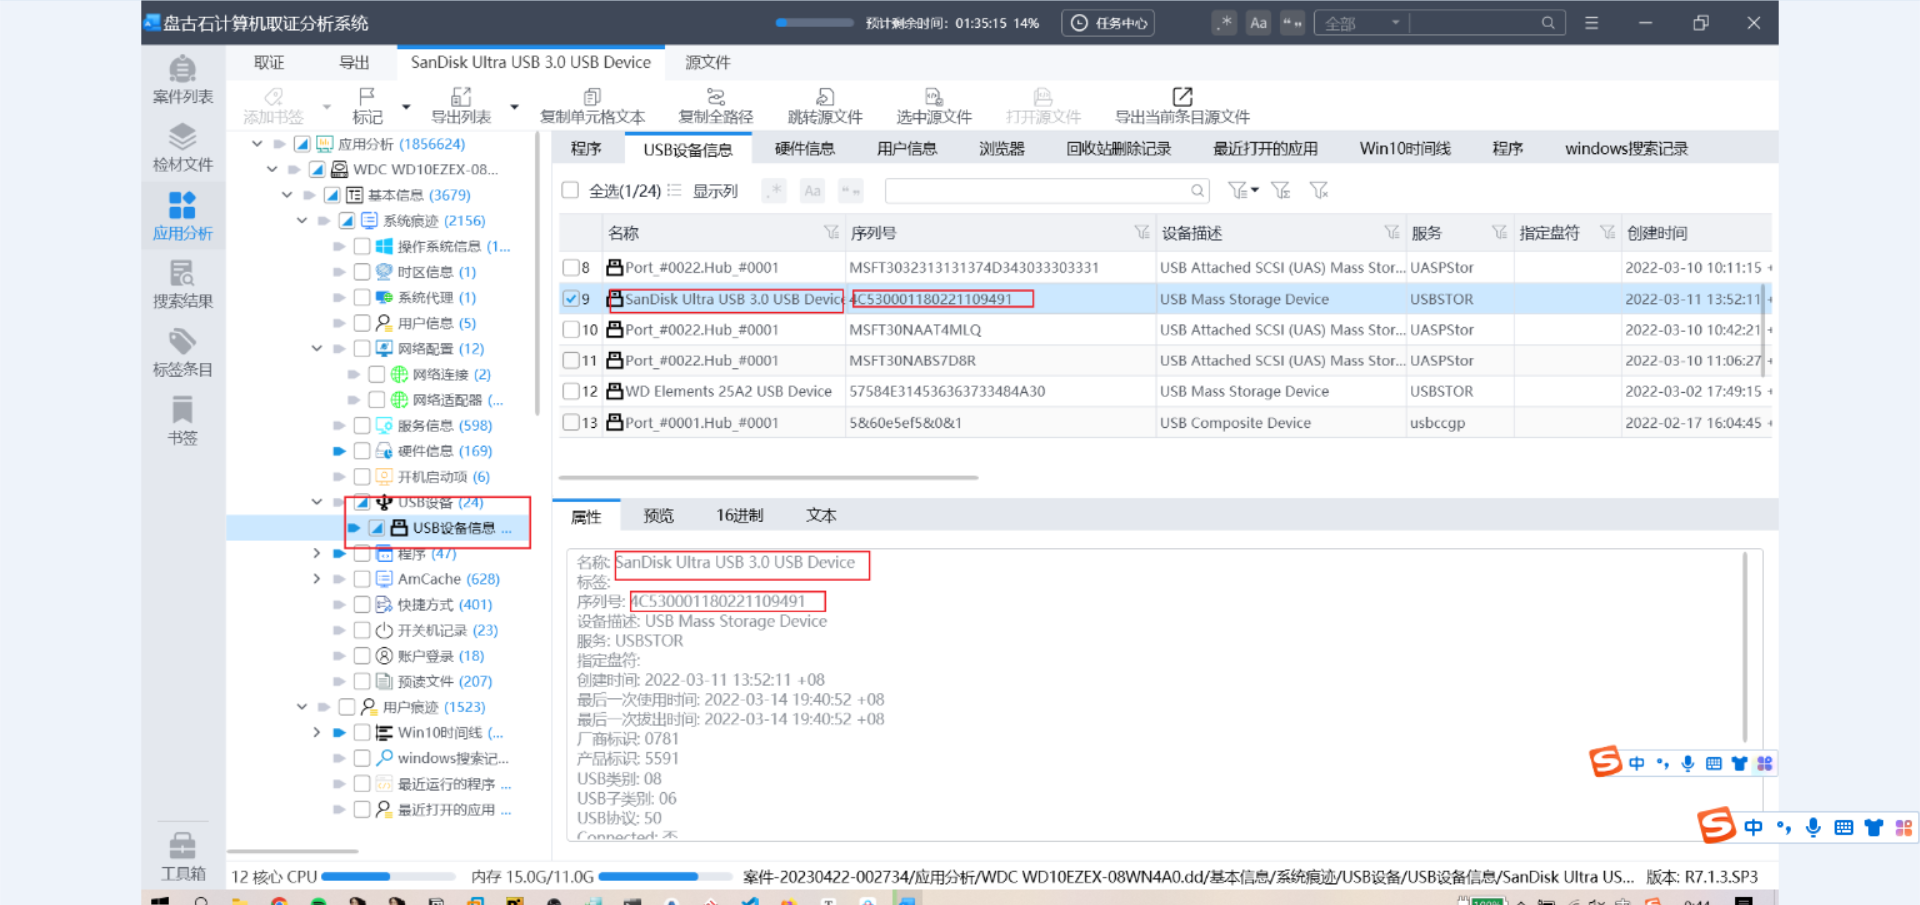 盘古石计算机取证分析系统 预计剩余时间: 01:35:15 14% 任务中心 .* Aa “” 全部
取证 导出 SanDisk Ultra USB 3.0 USB Device 源文件
添加书签 标记 导出列表 复制单元格文本 复制全路径 跳转源文件 选中源文件 打开源文件 导出当前条目源文件
案件列表
检材文件
应用分析
搜索结果
标签条目
书签
工具箱
应用分析 (1856624)
WDC WD10EZEX-08...
基本信息 (3679)
系统痕迹 (2156)
操作系统信息 (1...
时区信息 (1)
系统代理 (1)
用户信息 (5)
网络配置 (12)
网络连接 (2)
网络适配器 (...
服务信息 (598)
硬件信息 (169)
开机启动项 (6)
USB设备 (24)
USB设备信息 ...
程序 (47)
AmCache (628)
快捷方式 (401)
开关机记录 (23)
账户登录 (18)
预读文件 (207)
用户痕迹 (1523)
Win10时间线 (...
windows搜索记...
最近运行的程序 ...
最近打开的应用 ...
程序 USB设备信息 硬件信息 用户信息 浏览器 回收站删除记录 最近打开的应用 Win10时间线 程序 windows搜索记录
全选(1/24) 显示列 .* Aa “”
名称 序列号 设备描述 服务 指定盘符 创建时间
8 Port_#0022.Hub_#0001 MSFT3032313131374D343033303331 USB Attached SCSI (UAS) Mass Stor... UASPStor 2022-03-10 10:11:15 +
9 SanDisk Ultra USB 3.0 USB Device 4C530001180221109491 USB Mass Storage Device USBSTOR 2022-03-11 13:52:11 +
10 Port_#0022.Hub_#0001 MSFT30NAAT4MLQ USB Attached SCSI (UAS) Mass Stor... UASPStor 2022-03-10 10:42:21 +
11 Port_#0022.Hub_#0001 MSFT30NABS7D8R USB Attached SCSI (UAS) Mass Stor... UASPStor 2022-03-10 11:06:27 +
12 WD Elements 25A2 USB Device 57584E314536363733484A30 USB Mass Storage Device USBSTOR 2022-03-02 17:49:15 +
13 Port_#0001.Hub_#0001 5&60e5ef5&0&1 USB Composite Device usbccgp 2022-02-17 16:04:45 +
属性 预览 16进制 文本
名称: SanDisk Ultra USB 3.0 USB Device
标签:
序列号: 4C530001180221109491
设备描述: USB Mass Storage Device
服务: USBSTOR
指定盘符:
创建时间: 2022-03-11 13:52:11 +08
最后一次使用时间: 2022-03-14 19:40:52 +08
最后一次拔出时间: 2022-03-14 19:40:52 +08
厂商标识: 0781
产品标识: 5591
USB类别: 08
USB子类别: 06
USB协议: 50
Connected: 否
中
中
12 核心 CPU 内存 15.0G/11.0G 案件-20230422-002734/应用分析/WDC WD10EZEX-08WN4A0.dd/基本信息/系统痕迹/USB设备/USB设备信息/SanDisk Ultra US... 版本: R7.1.3.SP3
100% 9:44